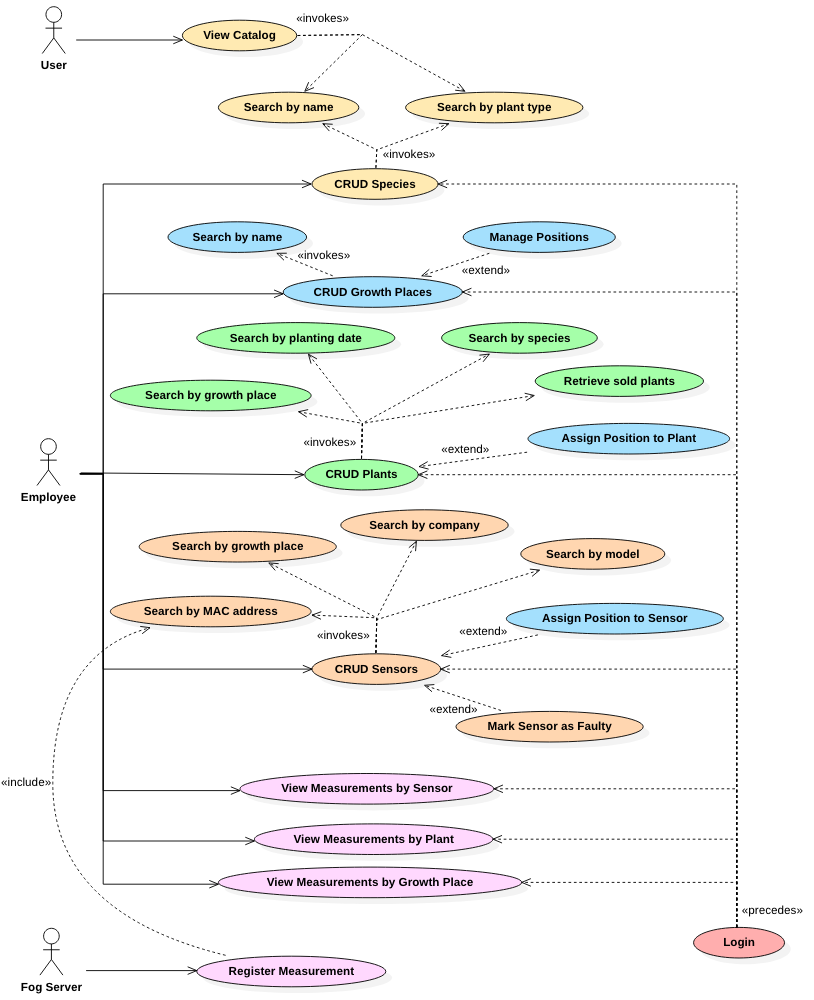 «invokes»
View Catalog
User
Search by name
Search by plant type
«invokes»
CRUD Species
Search by name
Manage Positions
«invokes»
«extend»
CRUD Growth Places
Search by planting date
Search by species
Retrieve sold plants
Search by growth place
Assign Position to Plant
«invokes»
«extend»
CRUD Plants
Employee
Search by company
Search by growth place
Search by model
Search by MAC address
Assign Position to Sensor
«extend»
«invokes»
CRUD Sensors
«extend»
Mark Sensor as Faulty
«include»
View Measurements by Sensor
View Measurements by Plant
View Measurements by Growth Place
«precedes»
Login
Register Measurement
Fog Server